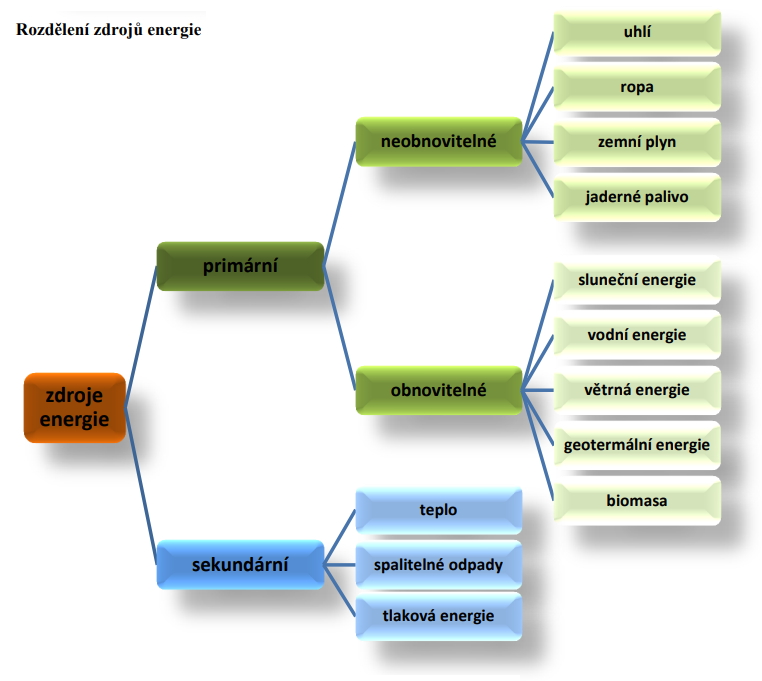 Rozdělení zdrojů energie
zdroje
energie
primární
neobnovitelné
uhlí
ropa
zemní plyn
jaderné palivo
obnovitelné
sluneční energie
vodní energie
větrná energie
geotermální energie
biomasa
sekundární
teplo
spalitelné odpady
tlaková energie